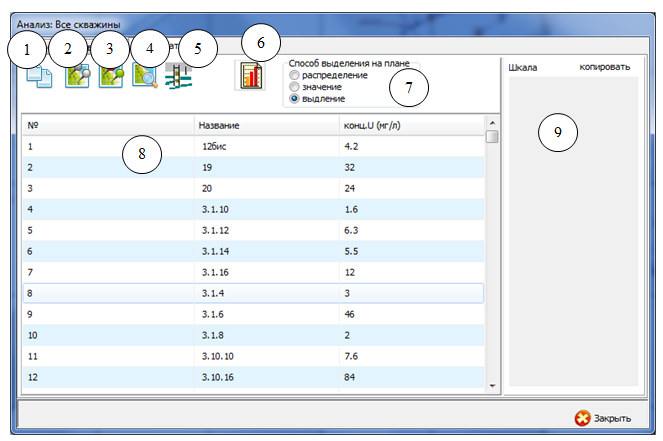 Анализ: Все скважины
1 2 3 4 5 6
Способ выделения на плане
распределение
значение
выдление
7
Шкала копировать
9
№ Название конц.U (нг/л)
8
1 12бис 4.2
2 19 32
3 20 24
4 3.1.10 1.6
5 3.1.12 6.3
6 3.1.14 5.5
7 3.1.16 12
8 3.1.4 3
9 3.1.6 46
10 3.1.8 2
11 3.10.10 7.6
12 3.10.16 84
Закрыть